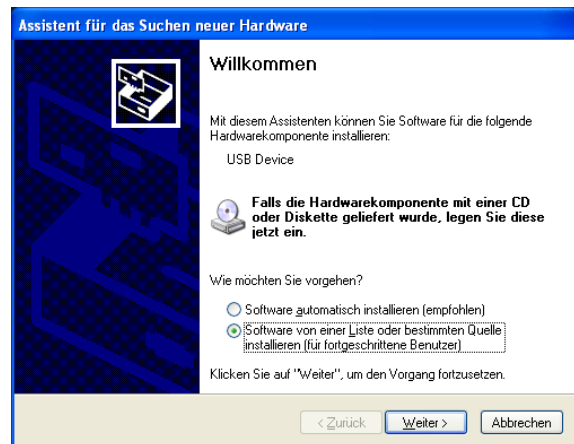 Assistent für das Suchen neuer Hardware
Willkommen
Mit diesem Assistenten können Sie Software für die folgende
Hardwarekomponente installieren:
USB Device
Falls die Hardwarekomponente mit einer CD
oder Diskette geliefert wurde, legen Sie diese
jetzt ein.
Wie möchten Sie vorgehen?
Software automatisch installieren (empfohlen)
Software von einer Liste oder bestimmten Quelle
installieren (für fortgeschrittene Benutzer)
Klicken Sie auf "Weiter", um den Vorgang fortzusetzen.
< Zurück Weiter > Abbrechen